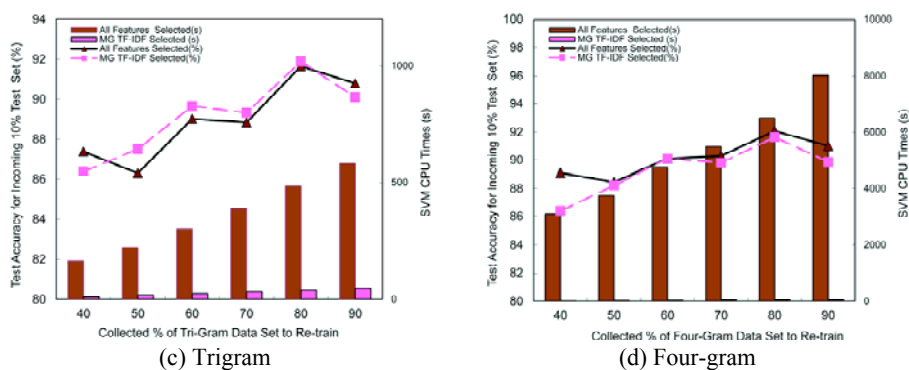 94
92
90
88
86
84
82
80
Test Accuracy for Incoming 10% Test Set (%)
All Features Selected(s)
MG TF-IDF Selected (s)
All Features Selected(%)
MG TF-IDF Selected(%)
1000
500
0
SVM CPU Times (s)
40 50 60 70 80 90
Collected % of Tri-Gram Data Set to Re-train
(c) Trigram
100
98
96
94
92
90
88
86
84
82
80
Test Accuracy for Incoming 10% Test Set (%)
All Features Selected(s)
MG TF-IDF Selected (s)
All Features Selected(%)
MG TF-IDF Selected(%)
10000
8000
6000
4000
2000
0
SVM CPU Times (s)
40 50 60 70 80 90
Collected % of Four-Gram Data Set to Re-train
(d) Four-gram